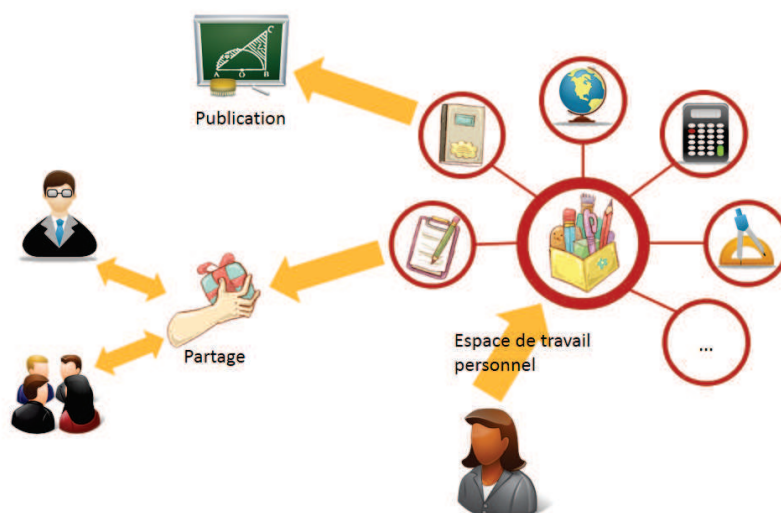 C
A O B
Publication
Partage
Espace de travail
personnel
...